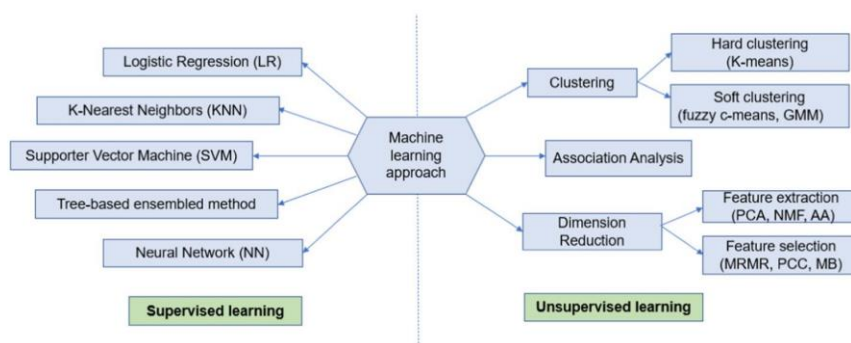 Logistic Regression (LR)
K-Nearest Neighbors (KNN)
Supporter Vector Machine (SVM)
Tree-based ensembled method
Neural Network (NN)
Supervised learning
Machine
learning
approach
Clustering
Hard clustering
(K-means)
Soft clustering
(fuzzy c-means, GMM)
Association Analysis
Dimension
Reduction
Feature extraction
(PCA, NMF, AA)
Feature selection
(MRMR, PCC, MB)
Unsupervised learning